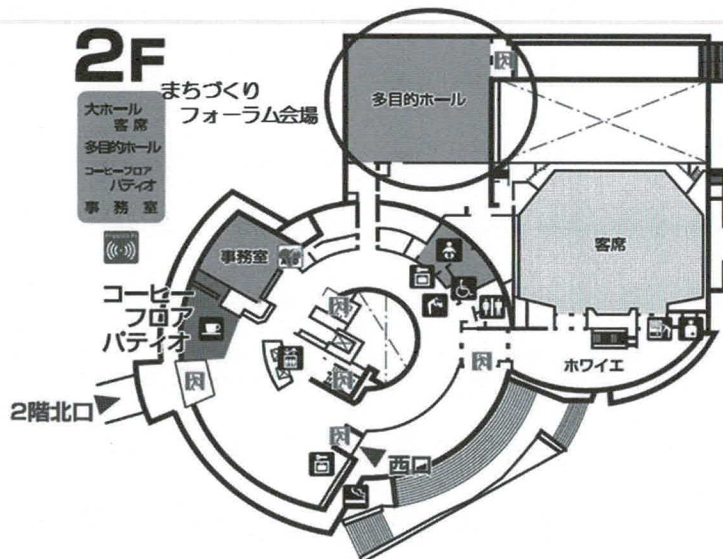 2F
まちづくり
フォーラム会場
大ホール
客席
多目的ホール
コーヒーフロア
パティオ
事務室
多目的ホール
事務室
客席
コーヒー
フロア
パティオ
ホワイエ
2階北口
西口